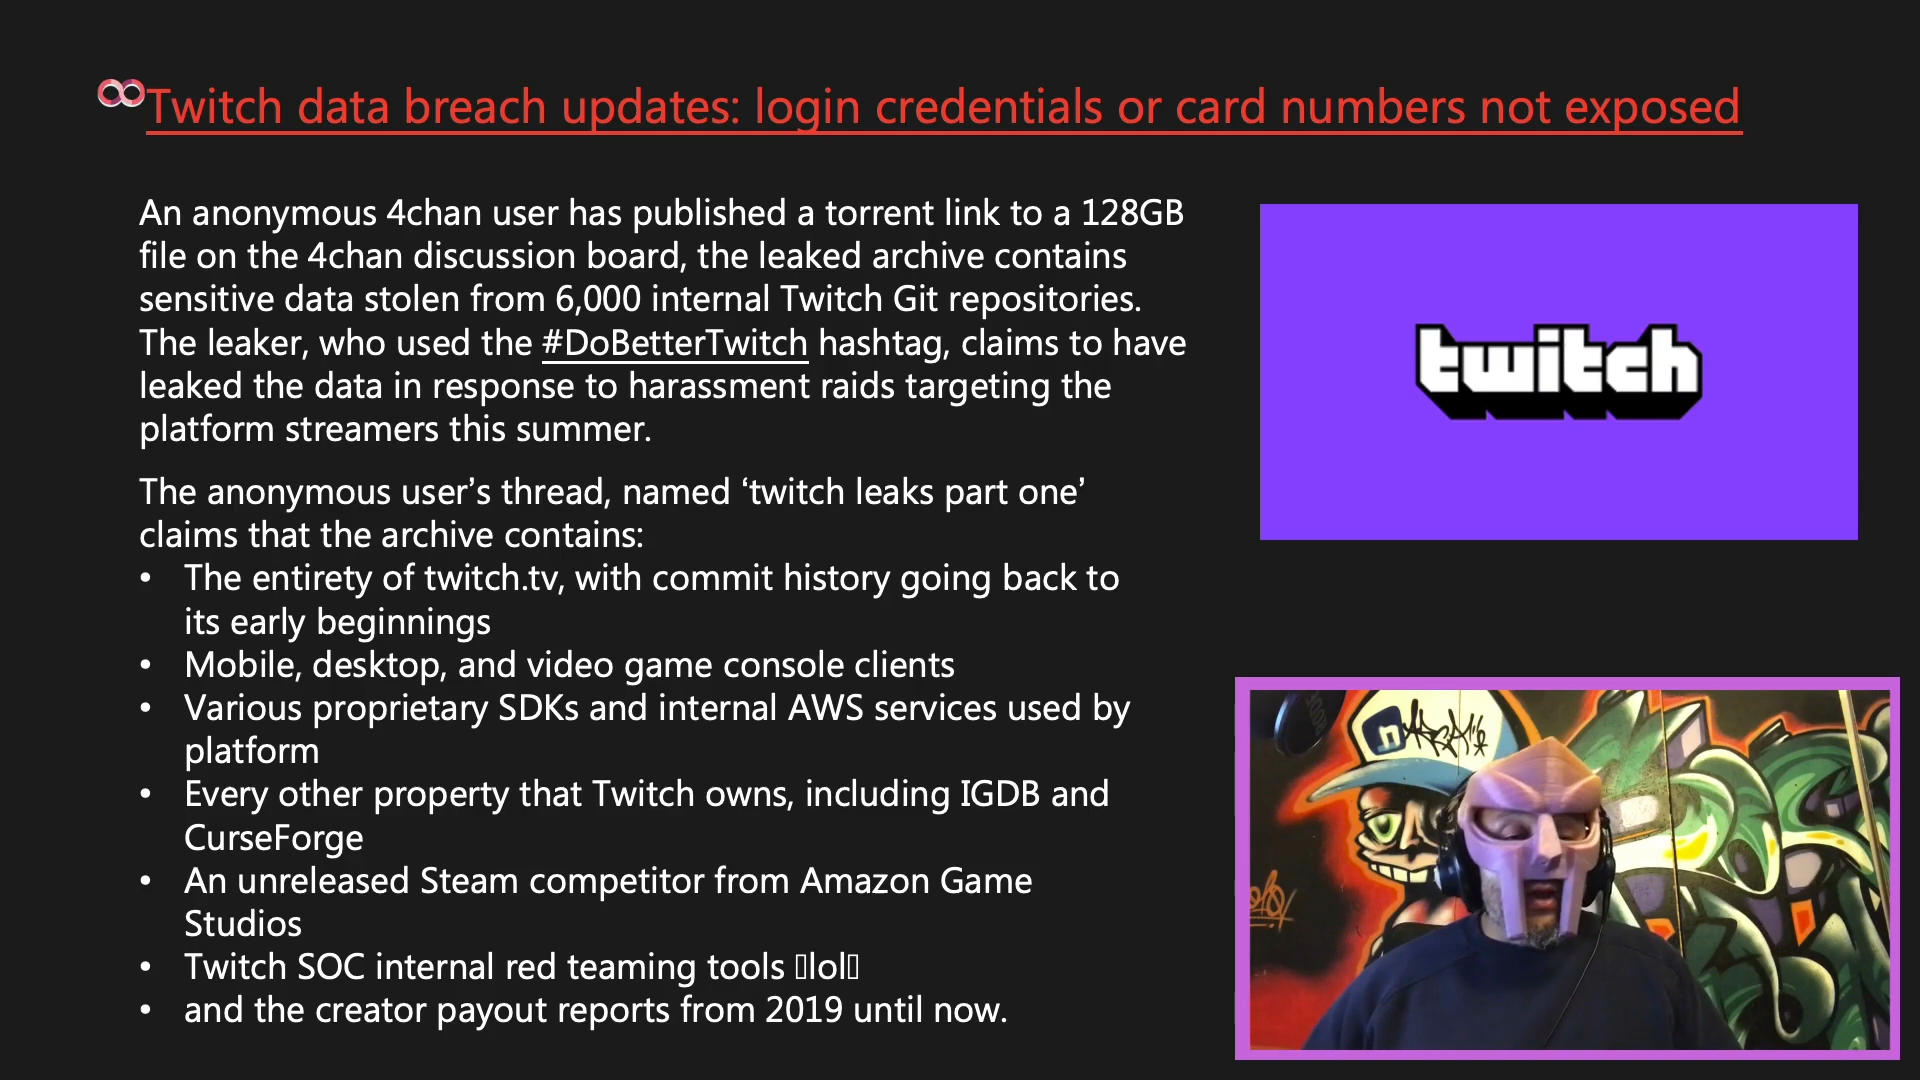 Twitch data breach updates: login credentials or card numbers not exposed
An anonymous 4chan user has published a torrent link to a 128GB
file on the 4chan discussion board, the leaked archive contains
sensitive data stolen from 6,000 internal Twitch Git repositories.
The leaker, who used the #DoBetterTwitch hashtag, claims to have
leaked the data in response to harassment raids targeting the
platform streamers this summer.
The anonymous user’s thread, named ‘twitch leaks part one’
claims that the archive contains:
• The entirety of twitch.tv, with commit history going back to
its early beginnings
• Mobile, desktop, and video game console clients
• Various proprietary SDKs and internal AWS services used by
platform
• Every other property that Twitch owns, including IGDB and
CurseForge
• An unreleased Steam competitor from Amazon Game
Studios
• Twitch SOC internal red teaming tools lol
• and the creator payout reports from 2019 until now.
twitch